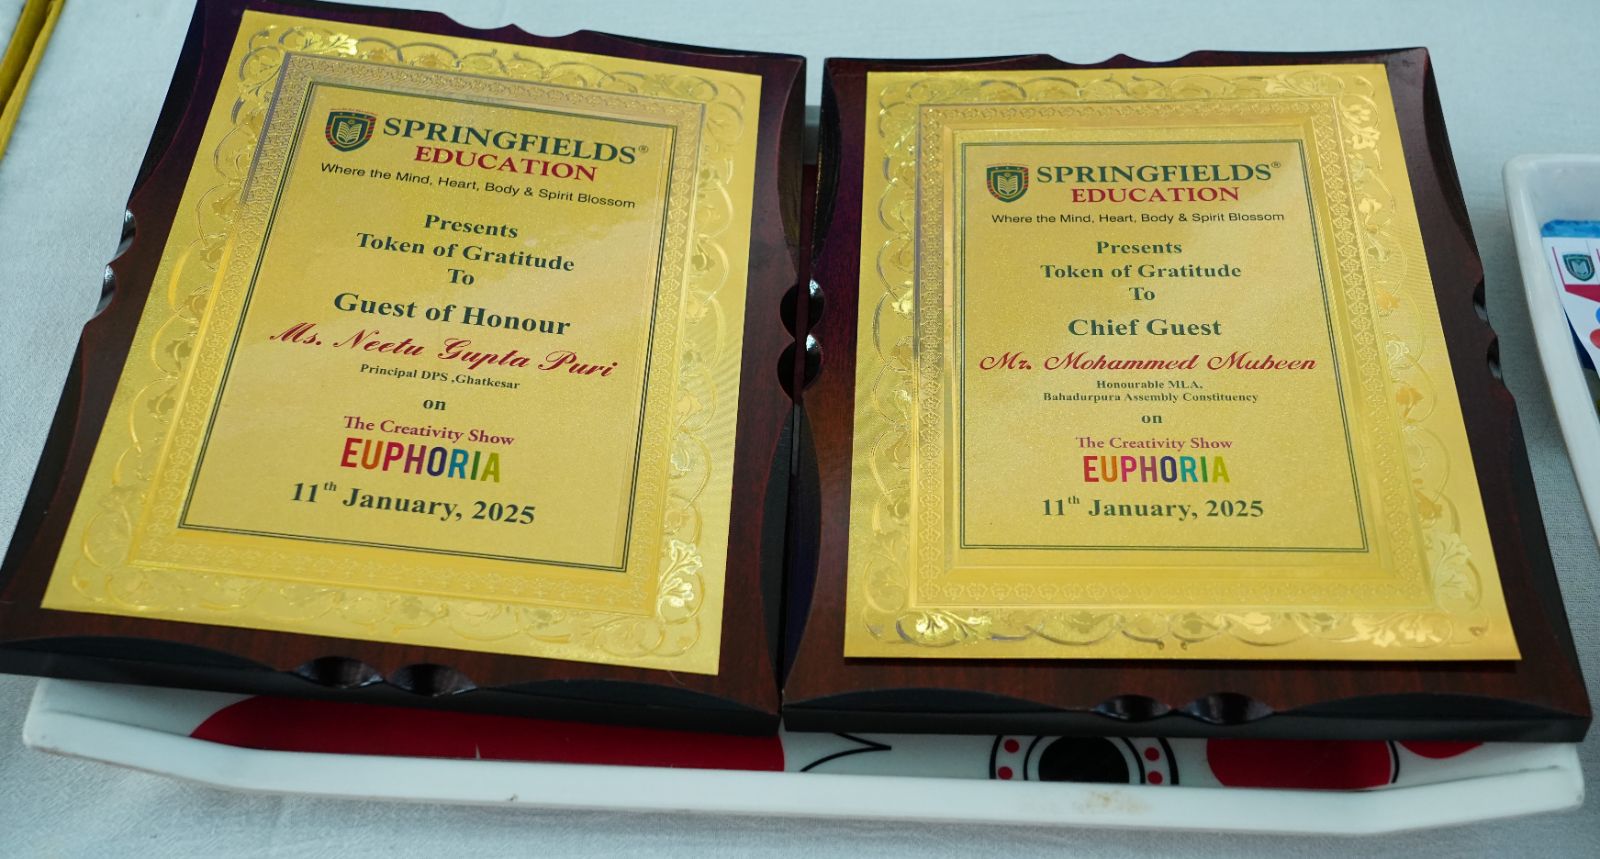 SPRINGFIELDS®
EDUCATION
Where the Mind, Heart, Body & Spirit Blossom
Presents
Token of Gratitude
To
Guest of Honour
Ms. Neetu Gupta Puri
Principal DPS ,Ghatkesar
on
The Creativity Show
EUPHORIA
11th January, 2025
SPRINGFIELDS®
EDUCATION
Where the Mind, Heart, Body & Spirit Blossom
Presents
Token of Gratitude
To
Chief Guest
Mr. Mohammed Mubeen
Honourable MLA,
Bahadurpura Assembly Constituency
on
The Creativity Show
EUPHORIA
11th January, 2025